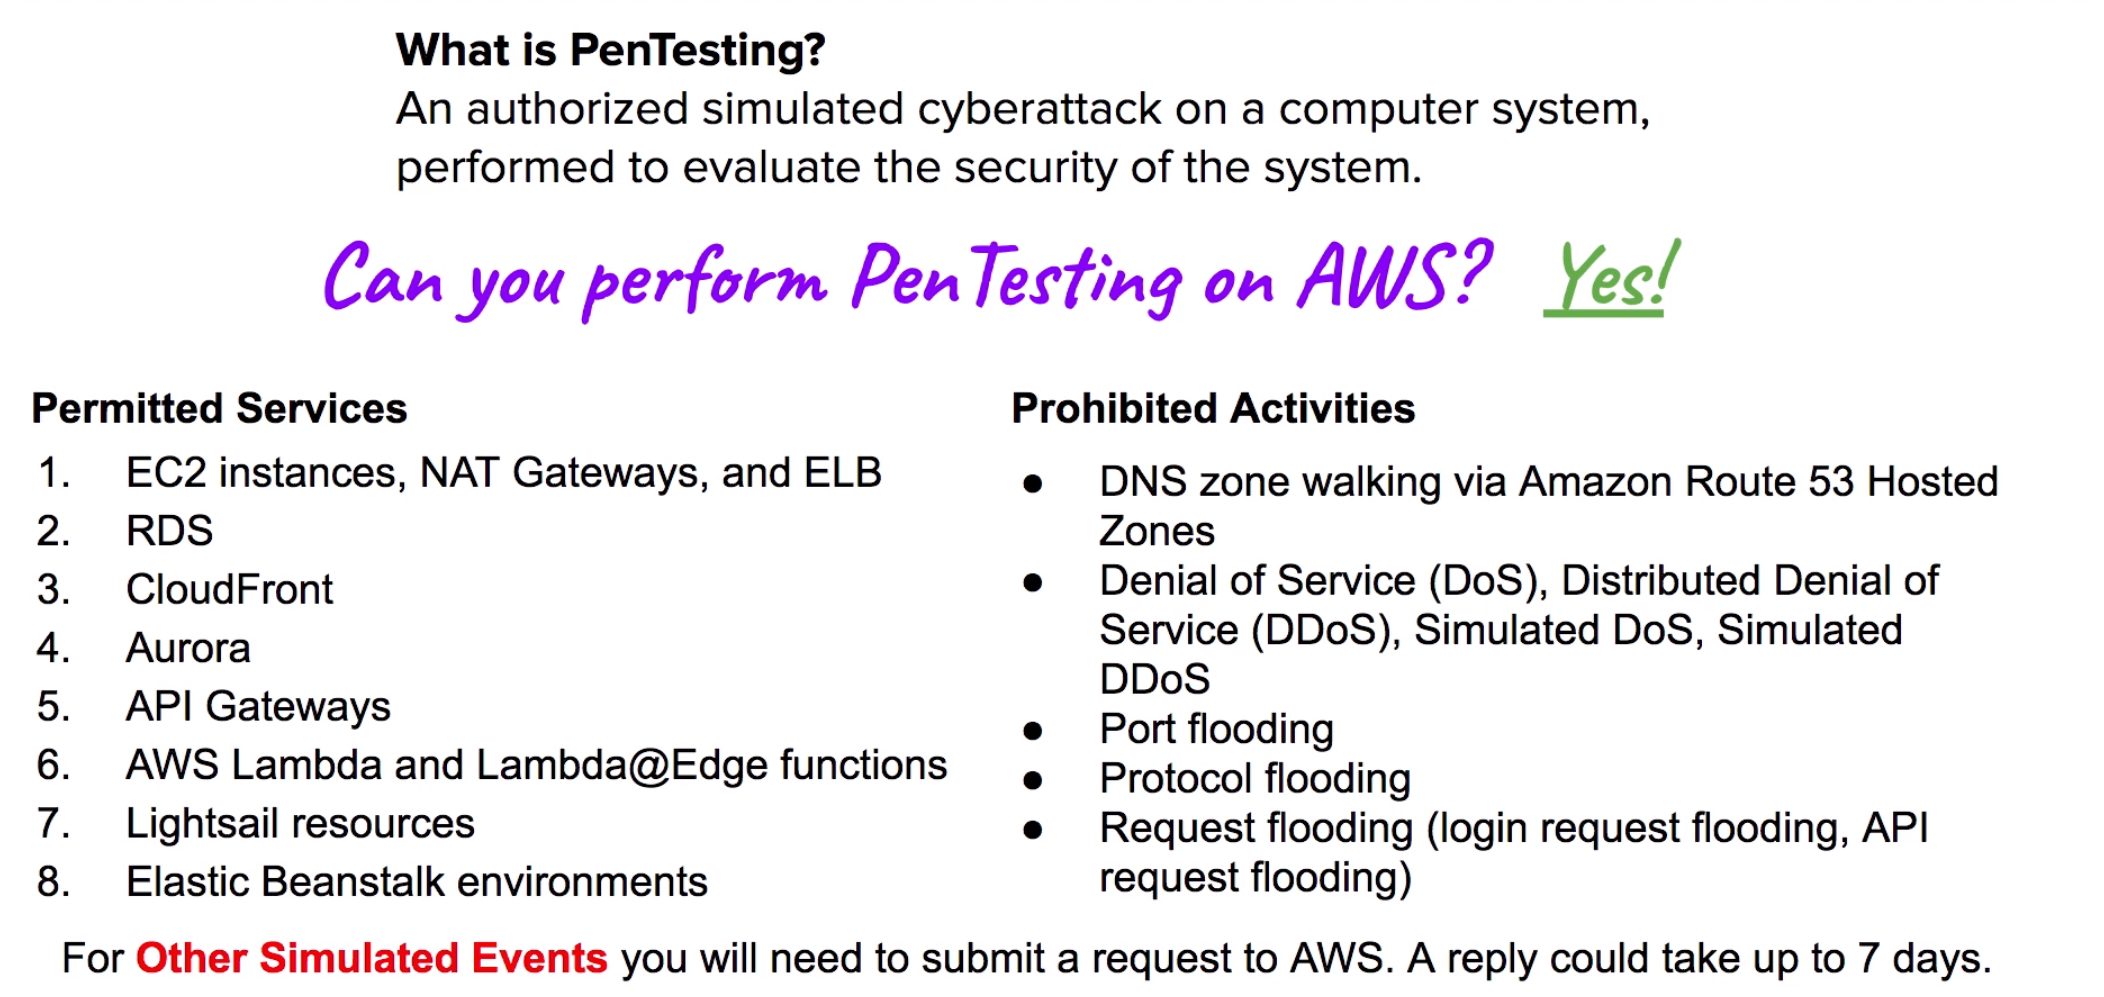 What is PenTesting?
An authorized simulated cyberattack on a computer system,
performed to evaluate the security of the system.
Can you perform PenTesting on AWS? Yes!
Permitted Services
1. EC2 instances, NAT Gateways, and ELB
2. RDS
3. CloudFront
4. Aurora
5. API Gateways
6. AWS Lambda and Lambda@Edge functions
7. Lightsail resources
8. Elastic Beanstalk environments
Prohibited Activities
● DNS zone walking via Amazon Route 53 Hosted
Zones
● Denial of Service (DoS), Distributed Denial of
Service (DDoS), Simulated DoS, Simulated
DDoS
● Port flooding
● Protocol flooding
● Request flooding (login request flooding, API
request flooding)
For Other Simulated Events you will need to submit a request to AWS. A reply could take up to 7 days.